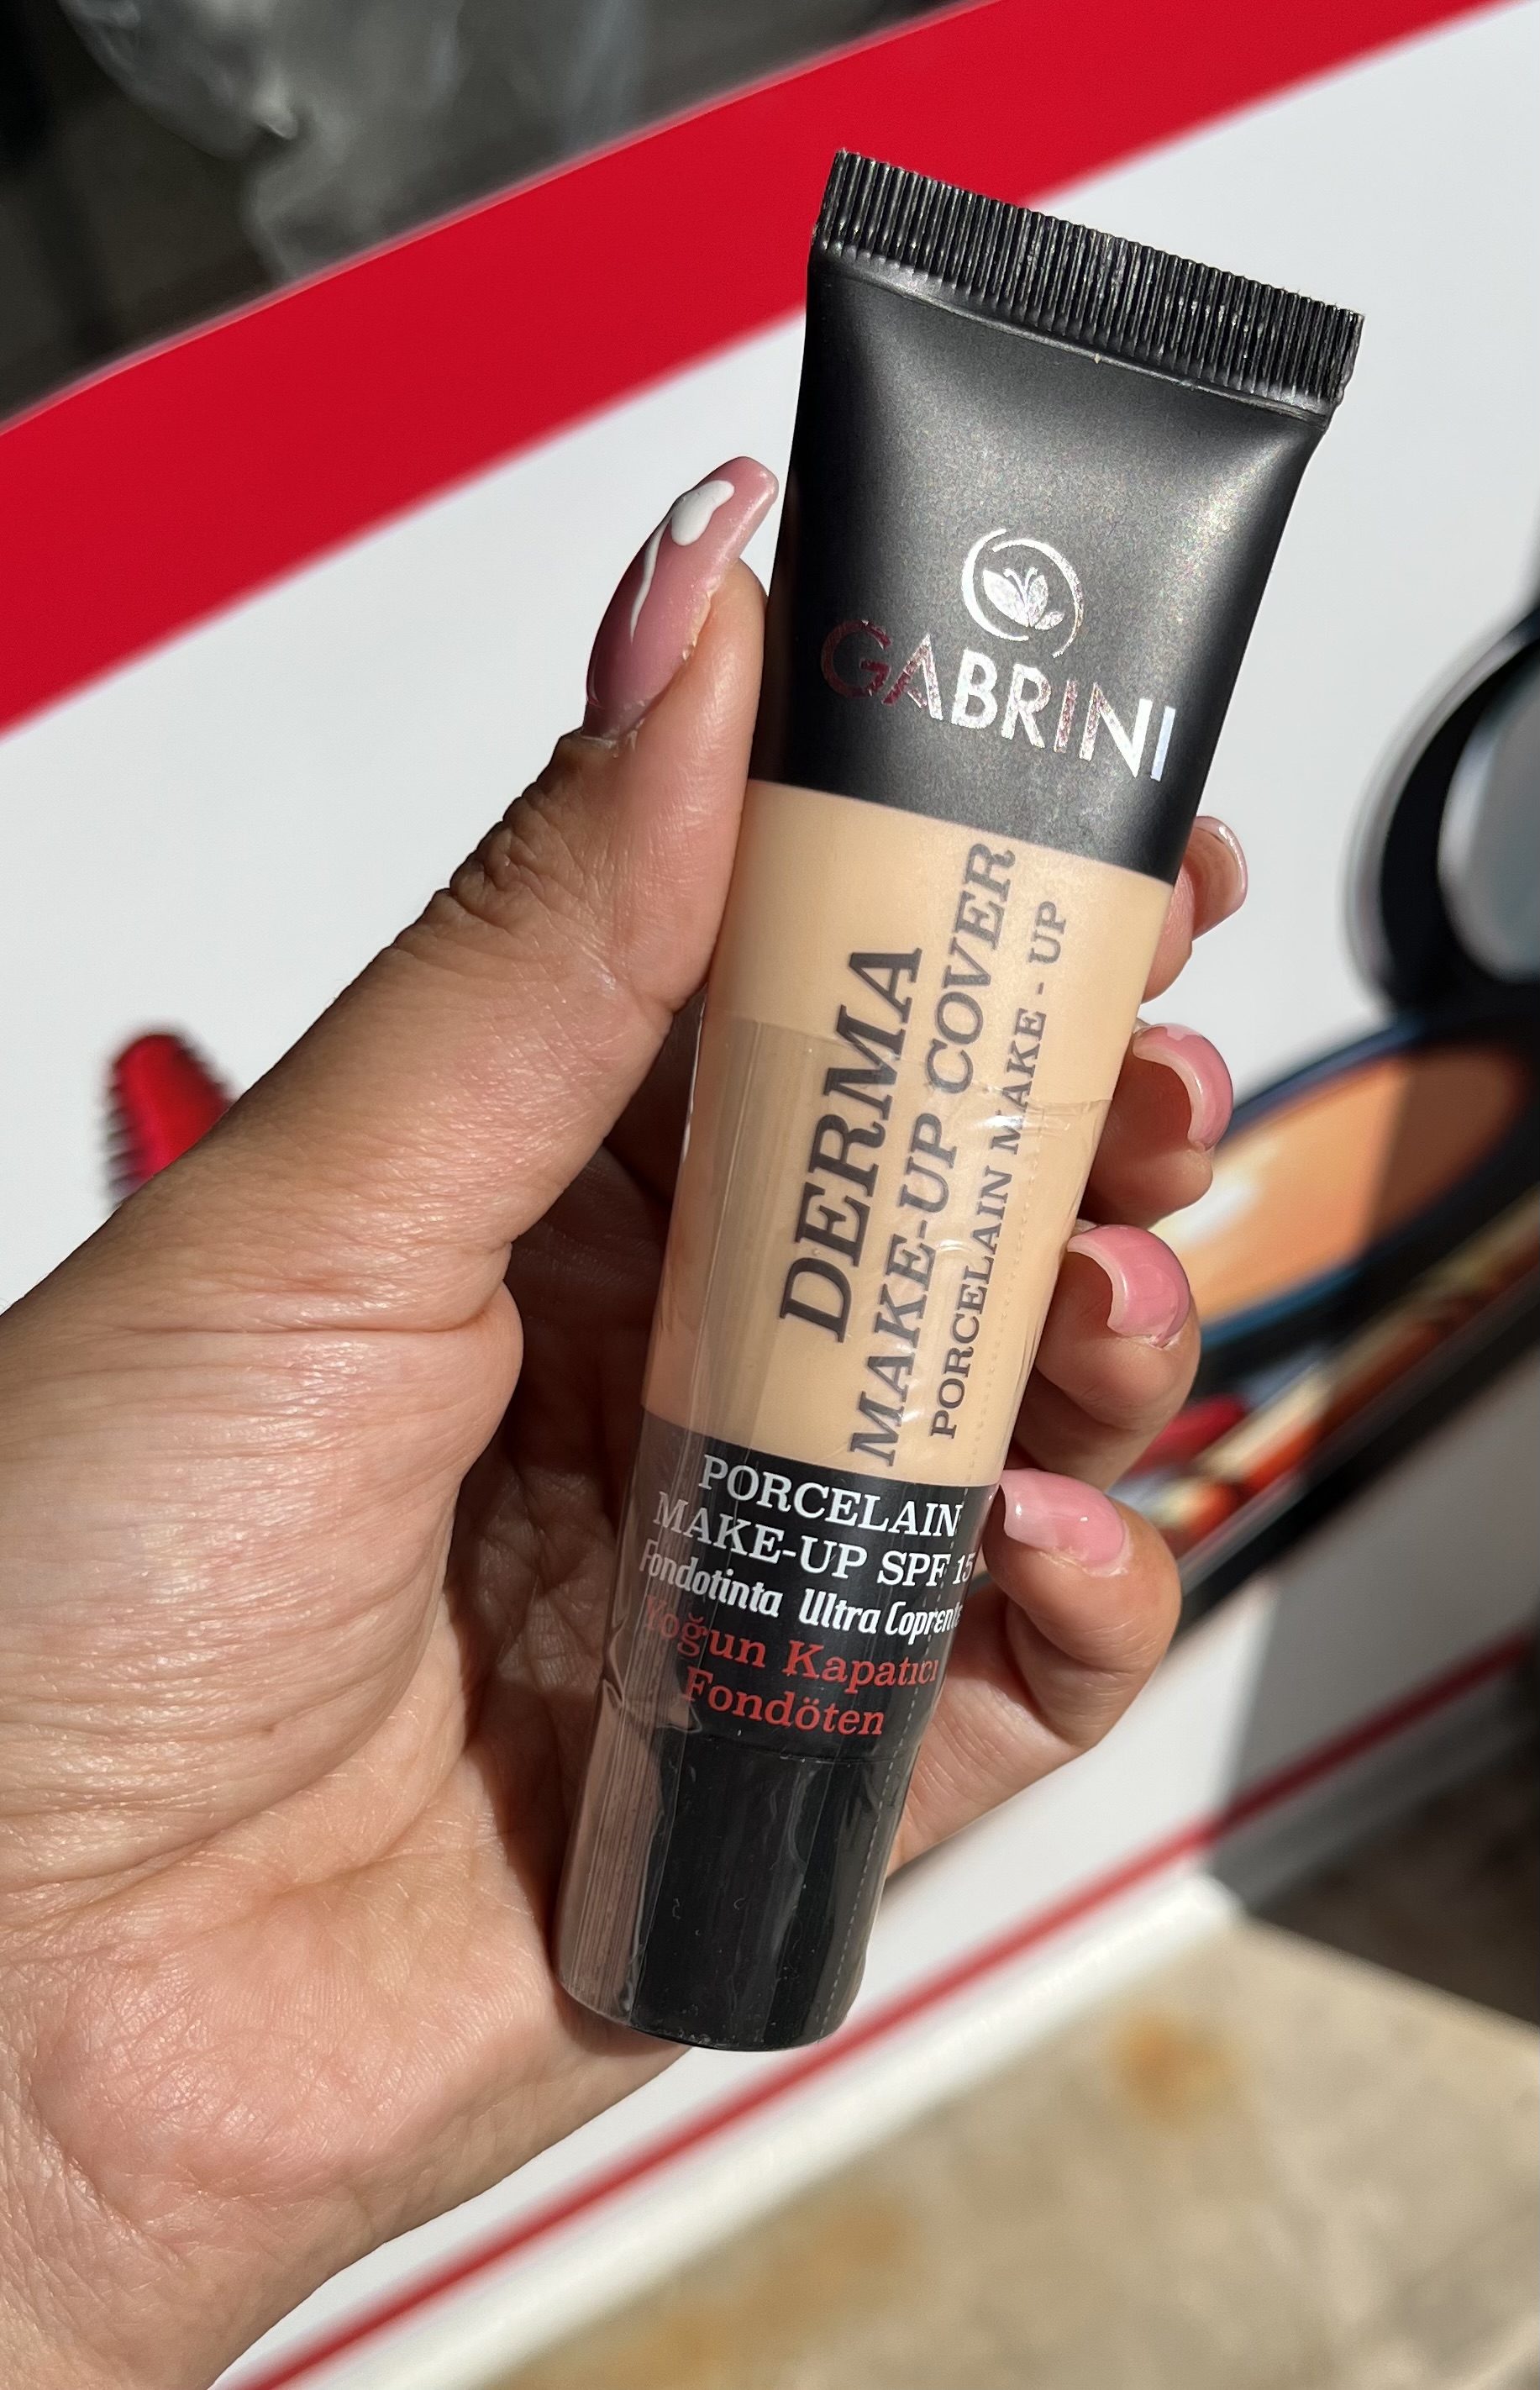 GABRINI
DERMA
MAKE-UP COVER
PORCELAIN MAKE - UP
PORCELAIN
MAKE-UP SPF 15
Fondotinta Ultra Coprente
Yoğun Kapatıcı
Fondöten